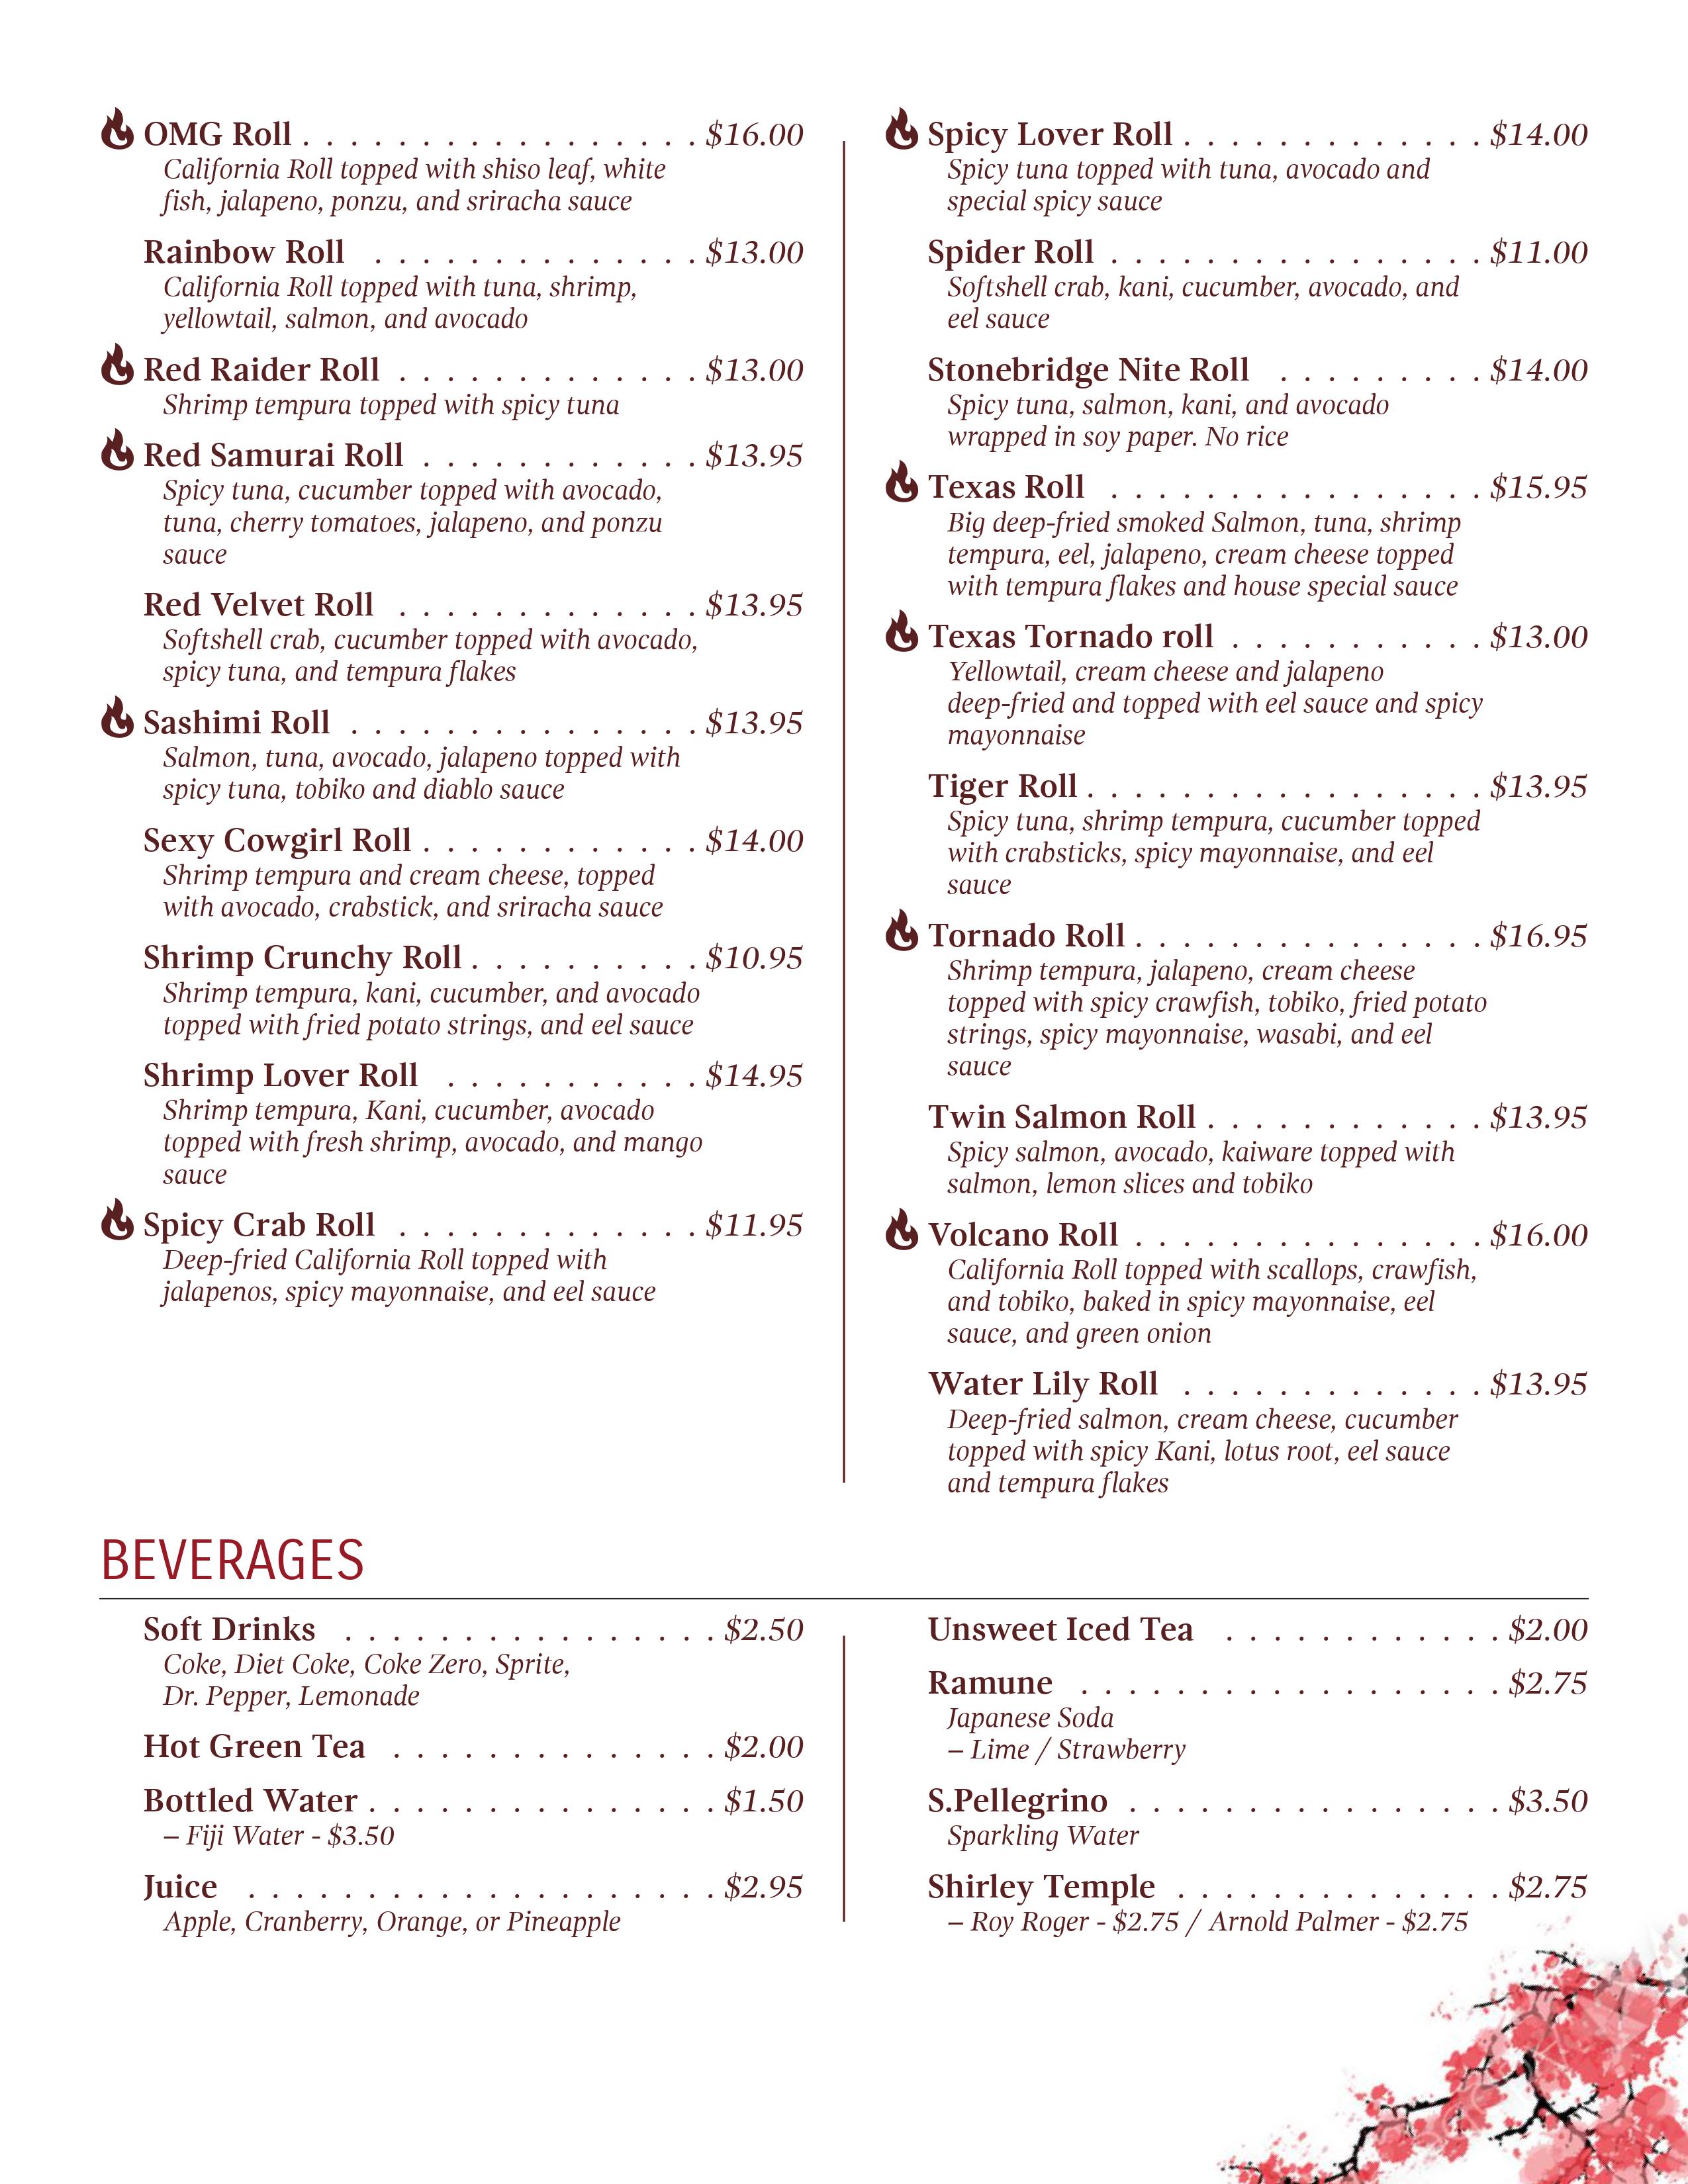 OMG Roll . . . . . . . . . . . . . . . . . $16.00
California Roll topped with shiso leaf, white
fish, jalapeno, ponzu, and sriracha sauce
Rainbow Roll . . . . . . . . . . . . . . $13.00
California Roll topped with tuna, shrimp,
yellowtail, salmon, and avocado
Red Raider Roll . . . . . . . . . . . . . $13.00
Shrimp tempura topped with spicy tuna
Red Samurai Roll . . . . . . . . . . . . $13.95
Spicy tuna, cucumber topped with avocado,
tuna, cherry tomatoes, jalapeno, and ponzu
sauce
Red Velvet Roll . . . . . . . . . . . . . $13.95
Softshell crab, cucumber topped with avocado,
spicy tuna, and tempura flakes
Sashimi Roll . . . . . . . . . . . . . . . $13.95
Salmon, tuna, avocado, jalapeno topped with
spicy tuna, tobiko and diablo sauce
Sexy Cowgirl Roll . . . . . . . . . . . . $14.00
Shrimp tempura and cream cheese, topped
with avocado, crabstick, and sriracha sauce
Shrimp Crunchy Roll . . . . . . . . . . $10.95
Shrimp tempura, kani, cucumber, and avocado
topped with fried potato strings, and eel sauce
Shrimp Lover Roll . . . . . . . . . . . $14.95
Shrimp tempura, Kani, cucumber, avocado
topped with fresh shrimp, avocado, and mango
sauce
Spicy Crab Roll . . . . . . . . . . . . . $11.95
Deep-fried California Roll topped with
jalapenos, spicy mayonnaise, and eel sauce
Spicy Lover Roll . . . . . . . . . . . . . $14.00
Spicy tuna topped with tuna, avocado and
special spicy sauce
Spider Roll . . . . . . . . . . . . . . . . $11.00
Softshell crab, kani, cucumber, avocado, and
eel sauce
Stonebridge Nite Roll . . . . . . . . . $14.00
Spicy tuna, salmon, kani, and avocado
wrapped in soy paper. No rice
Texas Roll . . . . . . . . . . . . . . . . $15.95
Big deep-fried smoked Salmon, tuna, shrimp
tempura, eel, jalapeno, cream cheese topped
with tempura flakes and house special sauce
Texas Tornado roll . . . . . . . . . . . $13.00
Yellowtail, cream cheese and jalapeno
deep-fried and topped with eel sauce and spicy
mayonnaise
Tiger Roll . . . . . . . . . . . . . . . . . $13.95
Spicy tuna, shrimp tempura, cucumber topped
with crabsticks, spicy mayonnaise, and eel
sauce
Tornado Roll . . . . . . . . . . . . . . . $16.95
Shrimp tempura, jalapeno, cream cheese
topped with spicy crawfish, tobiko, fried potato
strings, spicy mayonnaise, wasabi, and eel
sauce
Twin Salmon Roll . . . . . . . . . . . . $13.95
Spicy salmon, avocado, kaiware topped with
salmon, lemon slices and tobiko
Volcano Roll . . . . . . . . . . . . . . . $16.00
California Roll topped with scallops, crawfish,
and tobiko, baked in spicy mayonnaise, eel
sauce, and green onion
Water Lily Roll . . . . . . . . . . . . . $13.95
Deep-fried salmon, cream cheese, cucumber
topped with spicy Kani, lotus root, eel sauce
and tempura flakes
BEVERAGES
Soft Drinks . . . . . . . . . . . . . . . . $2.50
Coke, Diet Coke, Coke Zero, Sprite,
Dr. Pepper, Lemonade
Hot Green Tea . . . . . . . . . . . . . . $2.00
Bottled Water . . . . . . . . . . . . . . . $1.50
– Fiji Water - $3.50
Juice . . . . . . . . . . . . . . . . . . . . $2.95
Apple, Cranberry, Orange, or Pineapple
Unsweet Iced Tea . . . . . . . . . . . . $2.00
Ramune . . . . . . . . . . . . . . . . . . $2.75
Japanese Soda
– Lime / Strawberry
S.Pellegrino . . . . . . . . . . . . . . . . $3.50
Sparkling Water
Shirley Temple . . . . . . . . . . . . . . $2.75
– Roy Roger - $2.75 / Arnold Palmer - $2.75